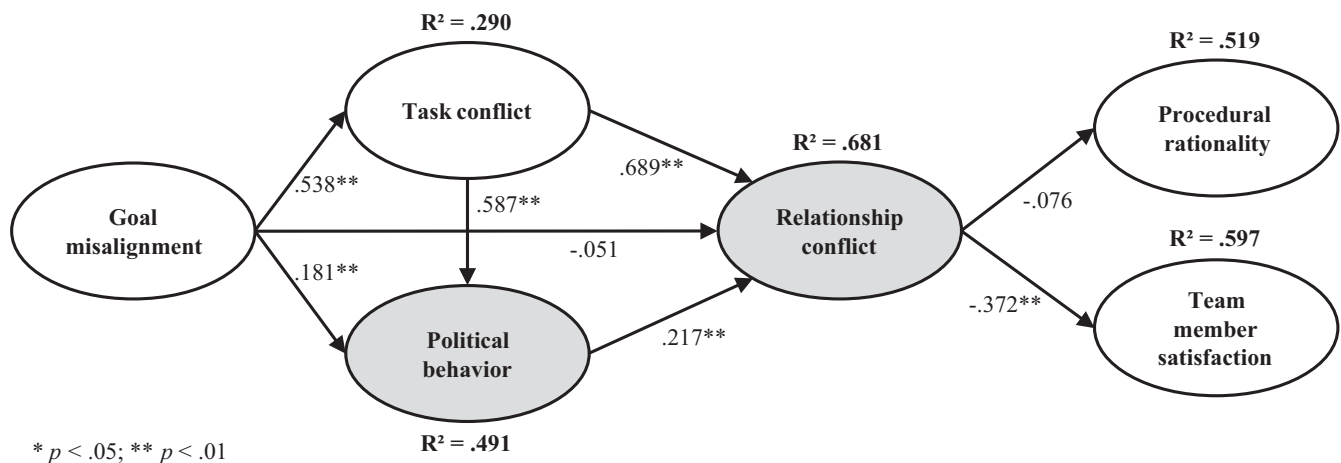 R² = .290
Task conflict
R² = .519
Procedural
rationality
R² = .681
.538**
.689**
Goal
misalignment
.587**
Relationship
conflict
-.076
-.051
R² = .597
.181**
-.372**
Team
member
satisfaction
Political
behavior
.217**
R² = .491
* p < .05; ** p < .01